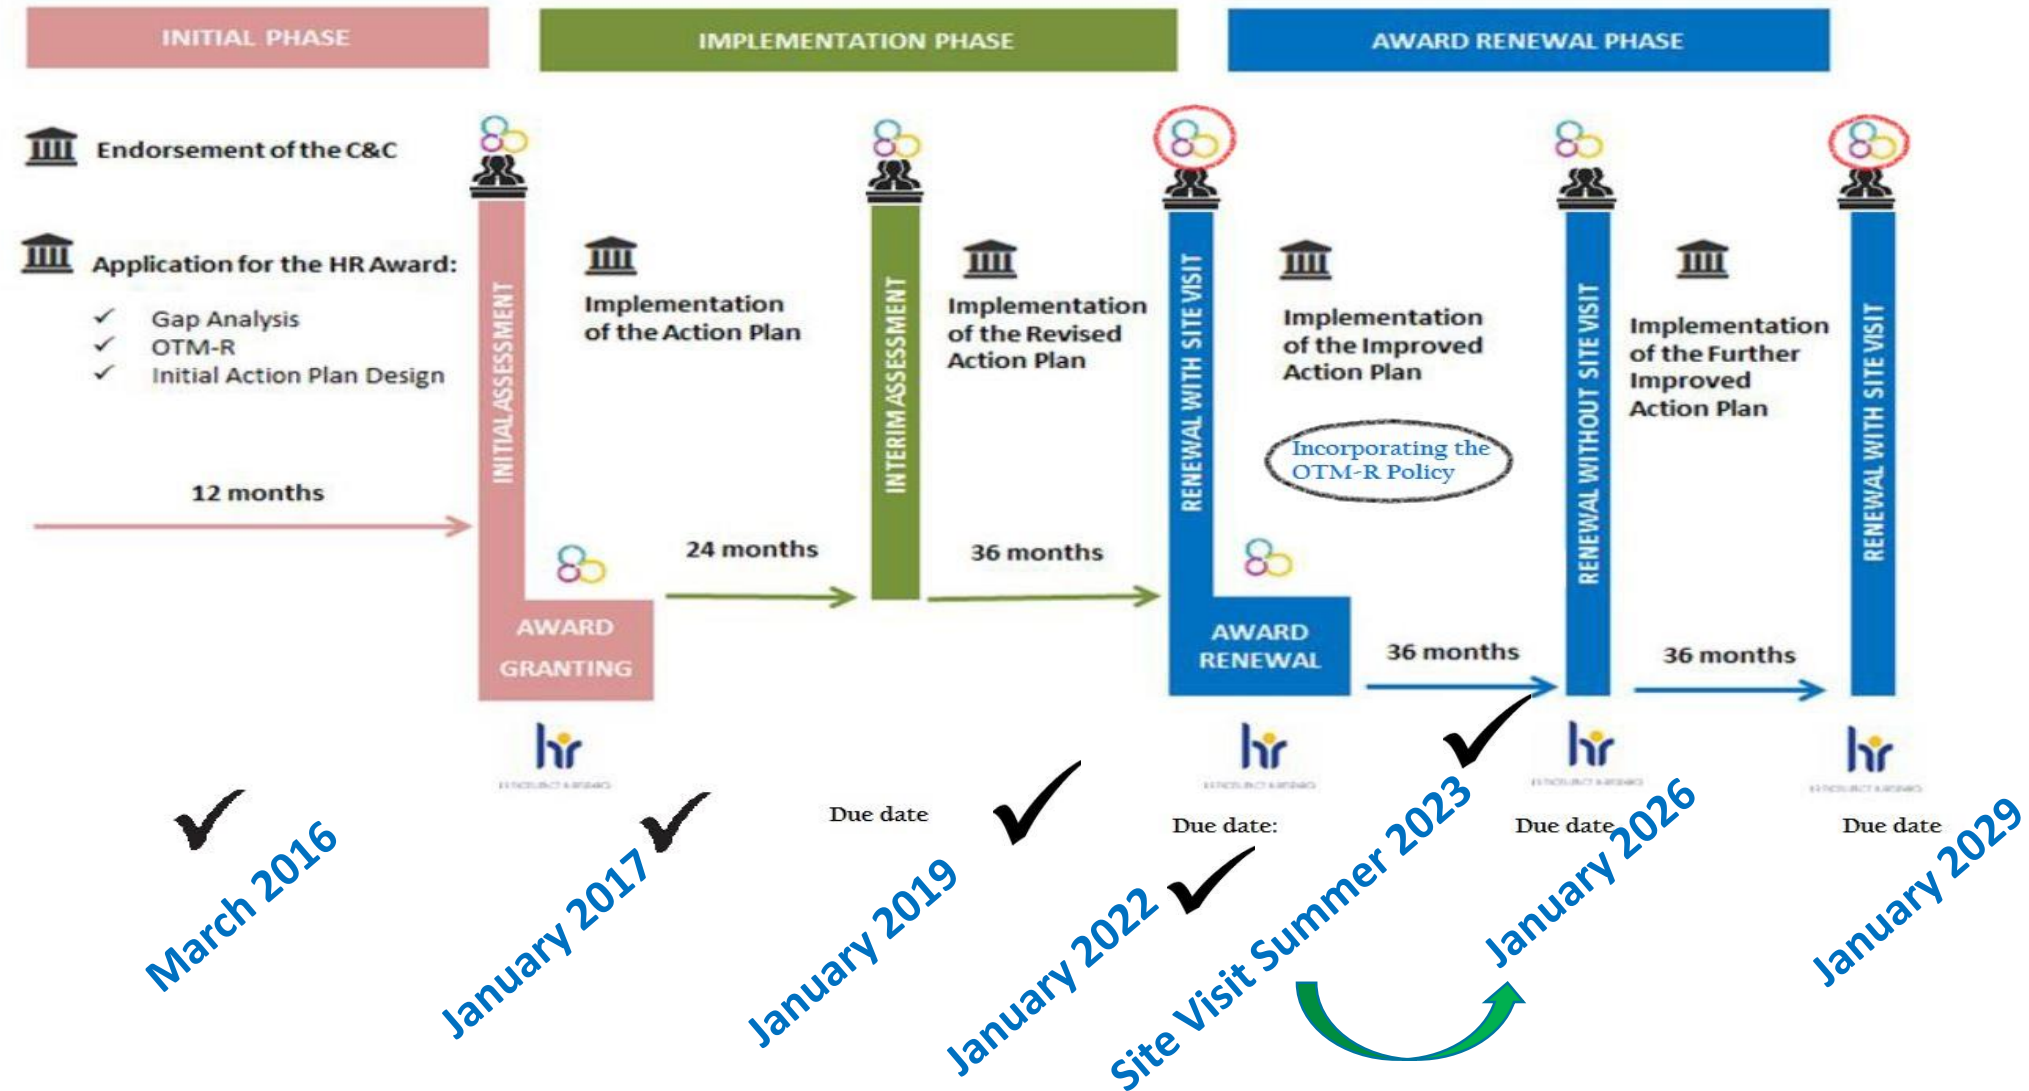 INITIAL PHASE
IMPLEMENTATION PHASE
AWARD RENEWAL PHASE
Endorsement of the C&C
Application for the HR Award:
✓ Gap Analysis
✓ OTM-R
✓ Initial Action Plan Design
12 months
INITIAL ASSESSMENT
AWARD
GRANTING
Implementation
of the Action Plan
24 months
INTERIM ASSESSMENT
Implementation
of the Revised
Action Plan
36 months
RENEWAL WITH SITE VISIT
AWARD
RENEWAL
Implementation
of the Improved
Action Plan
Incorporating the
OTM-R Policy
36 months
RENEWAL WITHOUT SITE VISIT
Implementation
of the Further
Improved
Action Plan
36 months
RENEWAL WITH SITE VISIT
hr
hr
hr
hr
Due date
Due date:
Due date
Due date
March 2016
January 2017
January 2019
January 2022
Site Visit Summer 2023
January 2026
January 2029